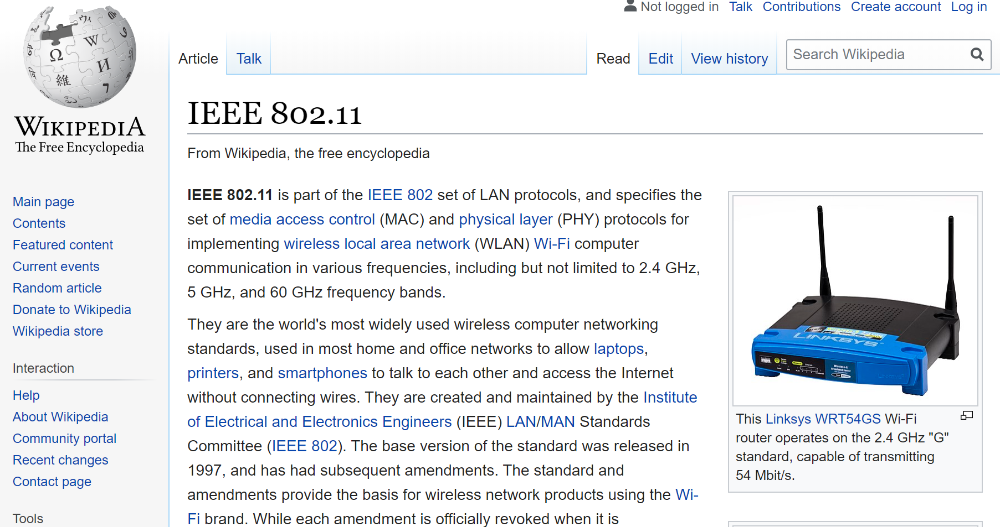 Not logged in Talk Contributions Create account Log in
Article Talk Read Edit View history Search Wikipedia
WIKIPEDIA
The Free Encyclopedia
Main page
Contents
Featured content
Current events
Random article
Donate to Wikipedia
Wikipedia store
Interaction
Help
About Wikipedia
Community portal
Recent changes
Contact page
Tools
IEEE 802.11
From Wikipedia, the free encyclopedia
IEEE 802.11 is part of the IEEE 802 set of LAN protocols, and specifies the
set of media access control (MAC) and physical layer (PHY) protocols for
implementing wireless local area network (WLAN) Wi-Fi computer
communication in various frequencies, including but not limited to 2.4 GHz,
5 GHz, and 60 GHz frequency bands.
They are the world's most widely used wireless computer networking
standards, used in most home and office networks to allow laptops,
printers, and smartphones to talk to each other and access the Internet
without connecting wires. They are created and maintained by the Institute
of Electrical and Electronics Engineers (IEEE) LAN/MAN Standards
Committee (IEEE 802). The base version of the standard was released in
1997, and has had subsequent amendments. The standard and
amendments provide the basis for wireless network products using the Wi-
Fi brand. While each amendment is officially revoked when it is
LINKSYS
Wireless-G
Broadband Router
This Linksys WRT54GS Wi-Fi
router operates on the 2.4 GHz "G"
standard, capable of transmitting
54 Mbit/s.